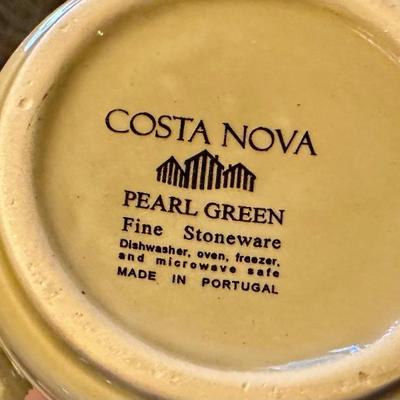 COSTA NOVA
PEARL GREEN
Fine Stoneware
Dishwasher, oven, freezer,
and microwave safe
MADE IN PORTUGAL